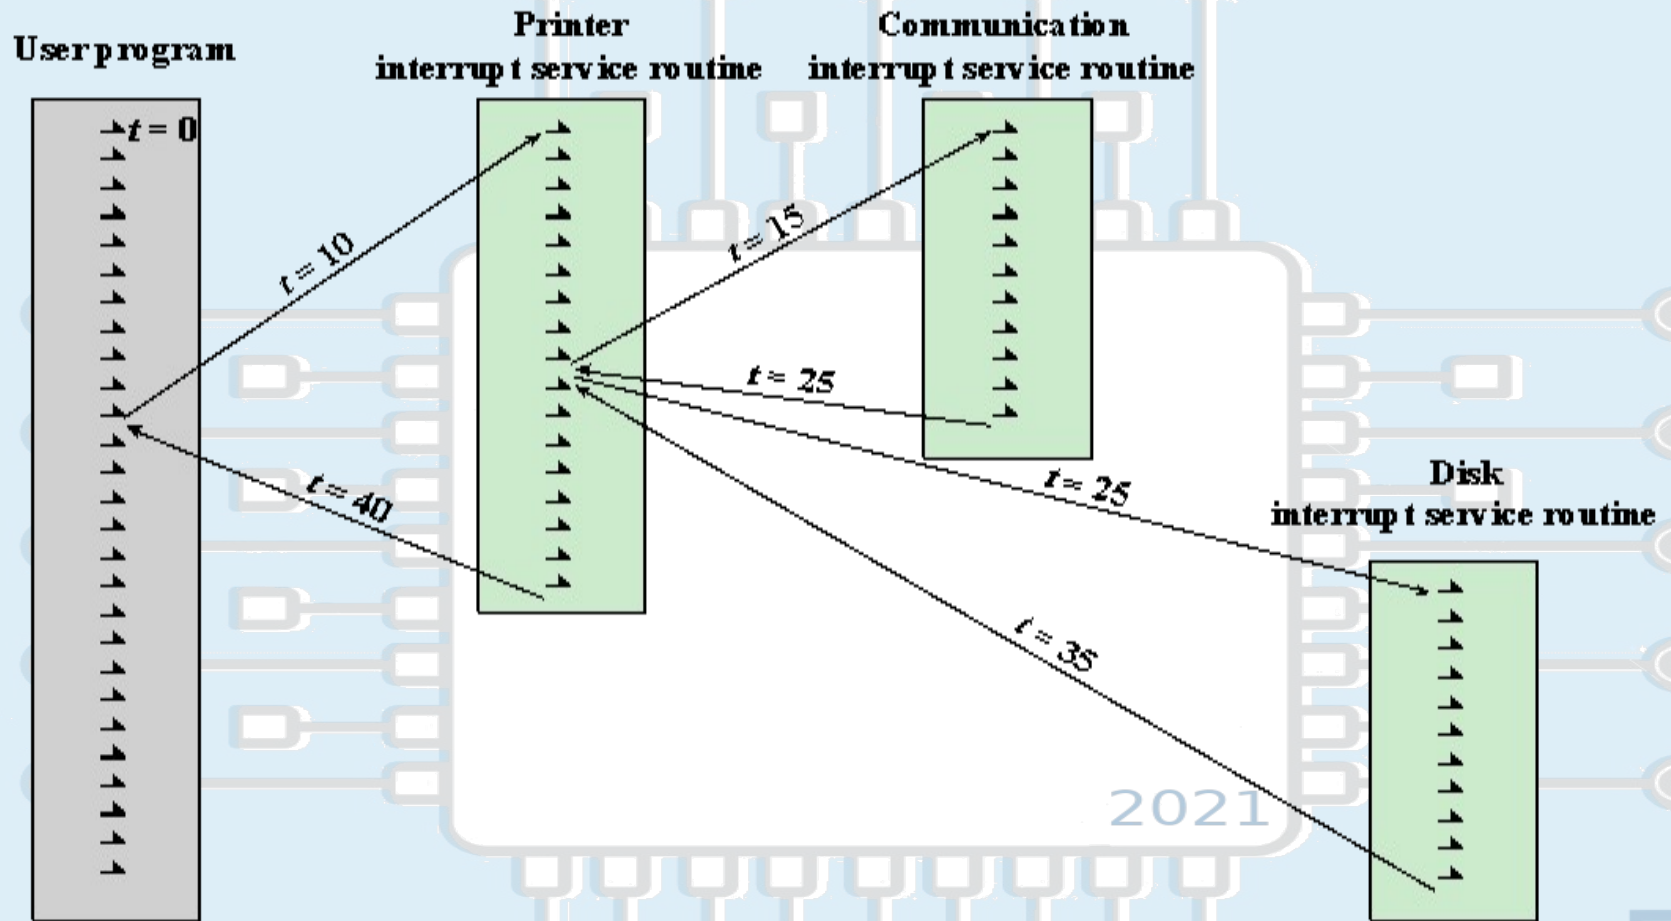 User program
t = 0
Printer
interrupt service routine
Communication
interrupt service routine
t = 10
t = 15
t = 25
t = 25
t = 40
Disk
interrupt service routine
t = 35
2021